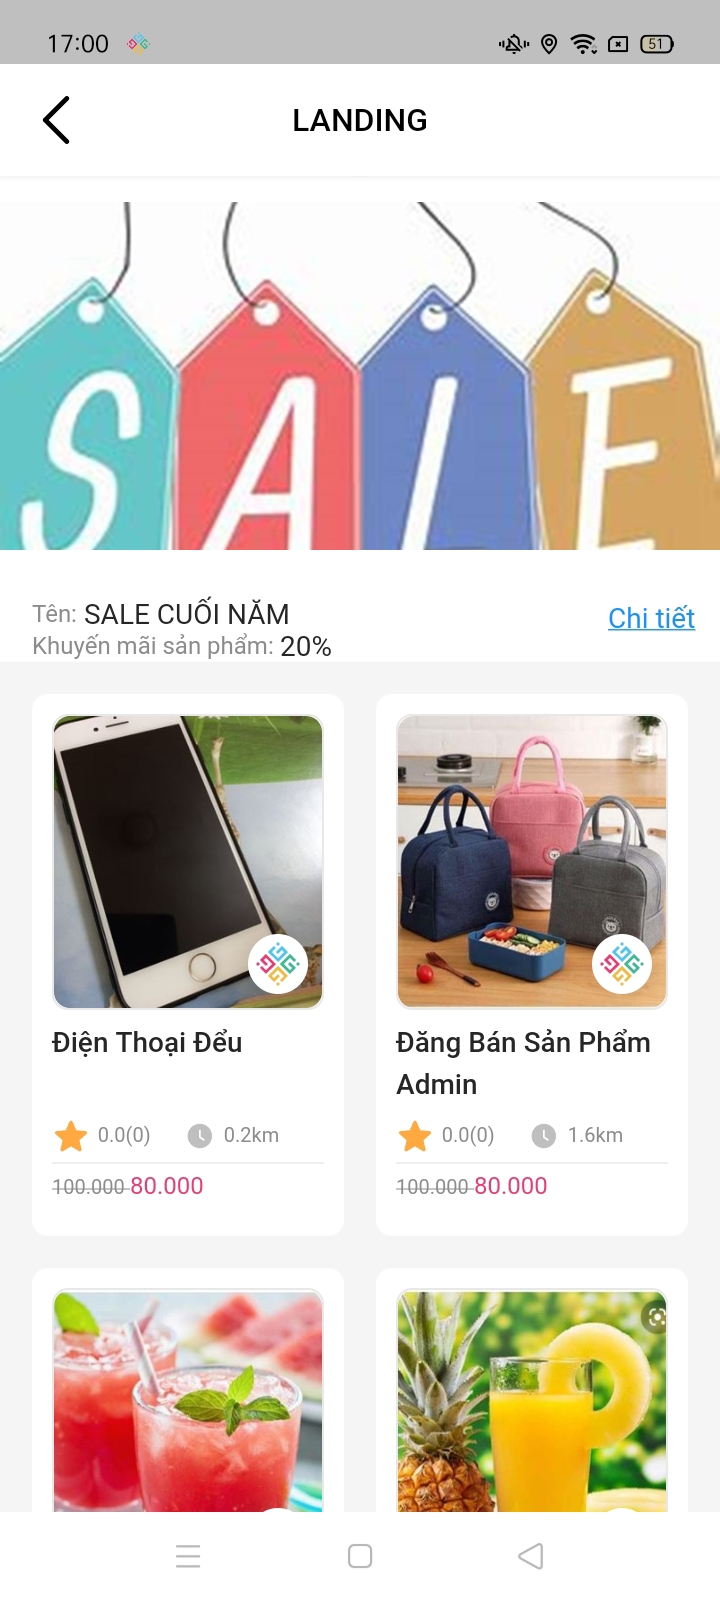 17:00
51
LANDING
SALE
Tên: SALE CUỐI NĂM
Chi tiết
Khuyến mãi sản phẩm: 20%
Điện Thoại Đểu
0.0(0) 0.2km
100.000 80.000
Đăng Bán Sản Phẩm
Admin
0.0(0) 1.6km
100.000 80.000